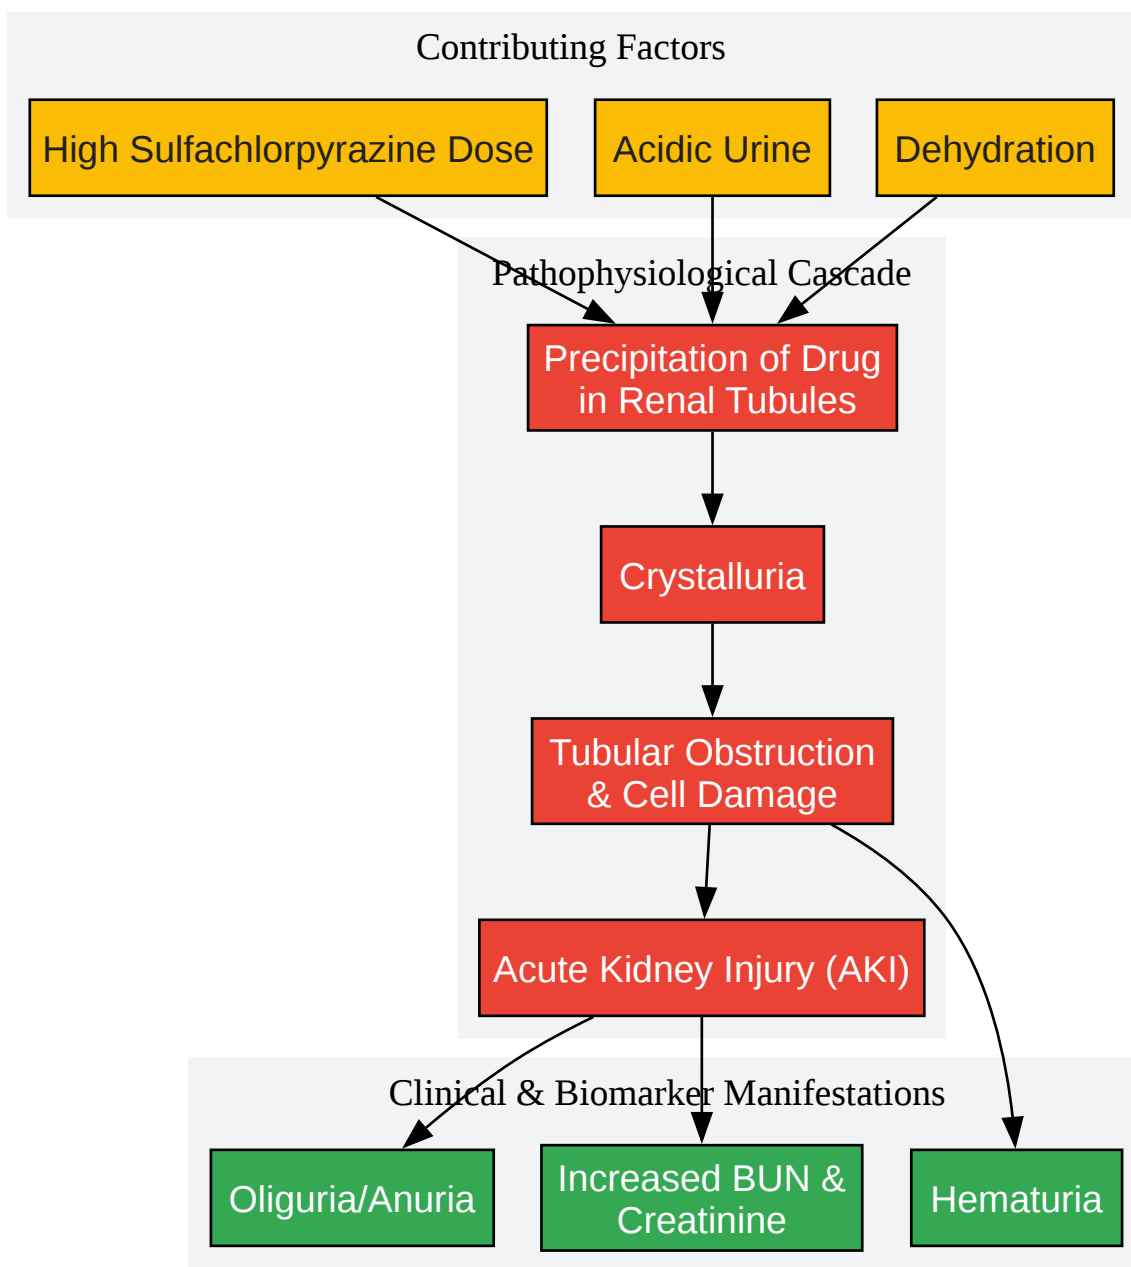 Contributing Factors
High Sulfachlorpyrazine Dose
Acidic Urine
Dehydration
Pathophysiological Cascade
Precipitation of Drug
in Renal Tubules
Crystalluria
Tubular Obstruction
& Cell Damage
Acute Kidney Injury (AKI)
Clinical & Biomarker Manifestations
Oliguria/Anuria
Increased BUN &
Creatinine
Hematuria